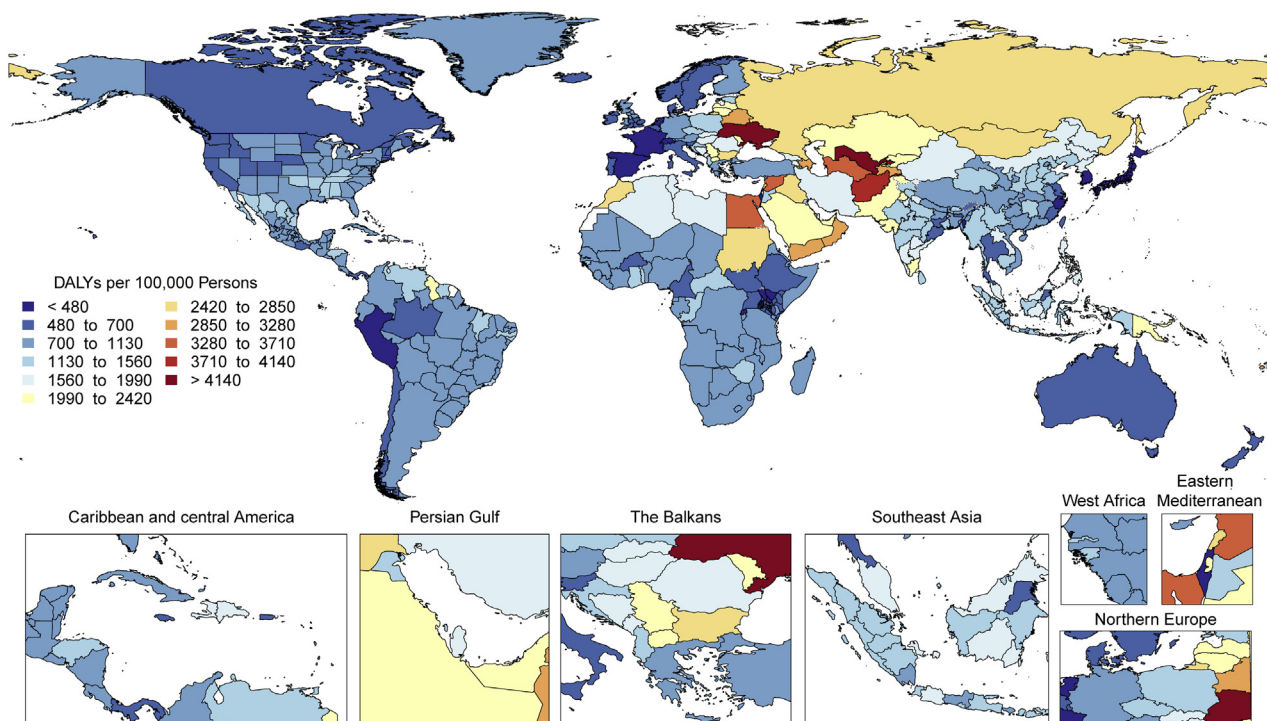 DALYs per 100,000 Persons
< 480
480 to 700
700 to 1130
1130 to 1560
1560 to 1990
1990 to 2420
2420 to 2850
2850 to 3280
3280 to 3710
3710 to 4140
> 4140
Caribbean and central America
Persian Gulf
The Balkans
Southeast Asia
West Africa
Eastern
Mediterranean
Northern Europe